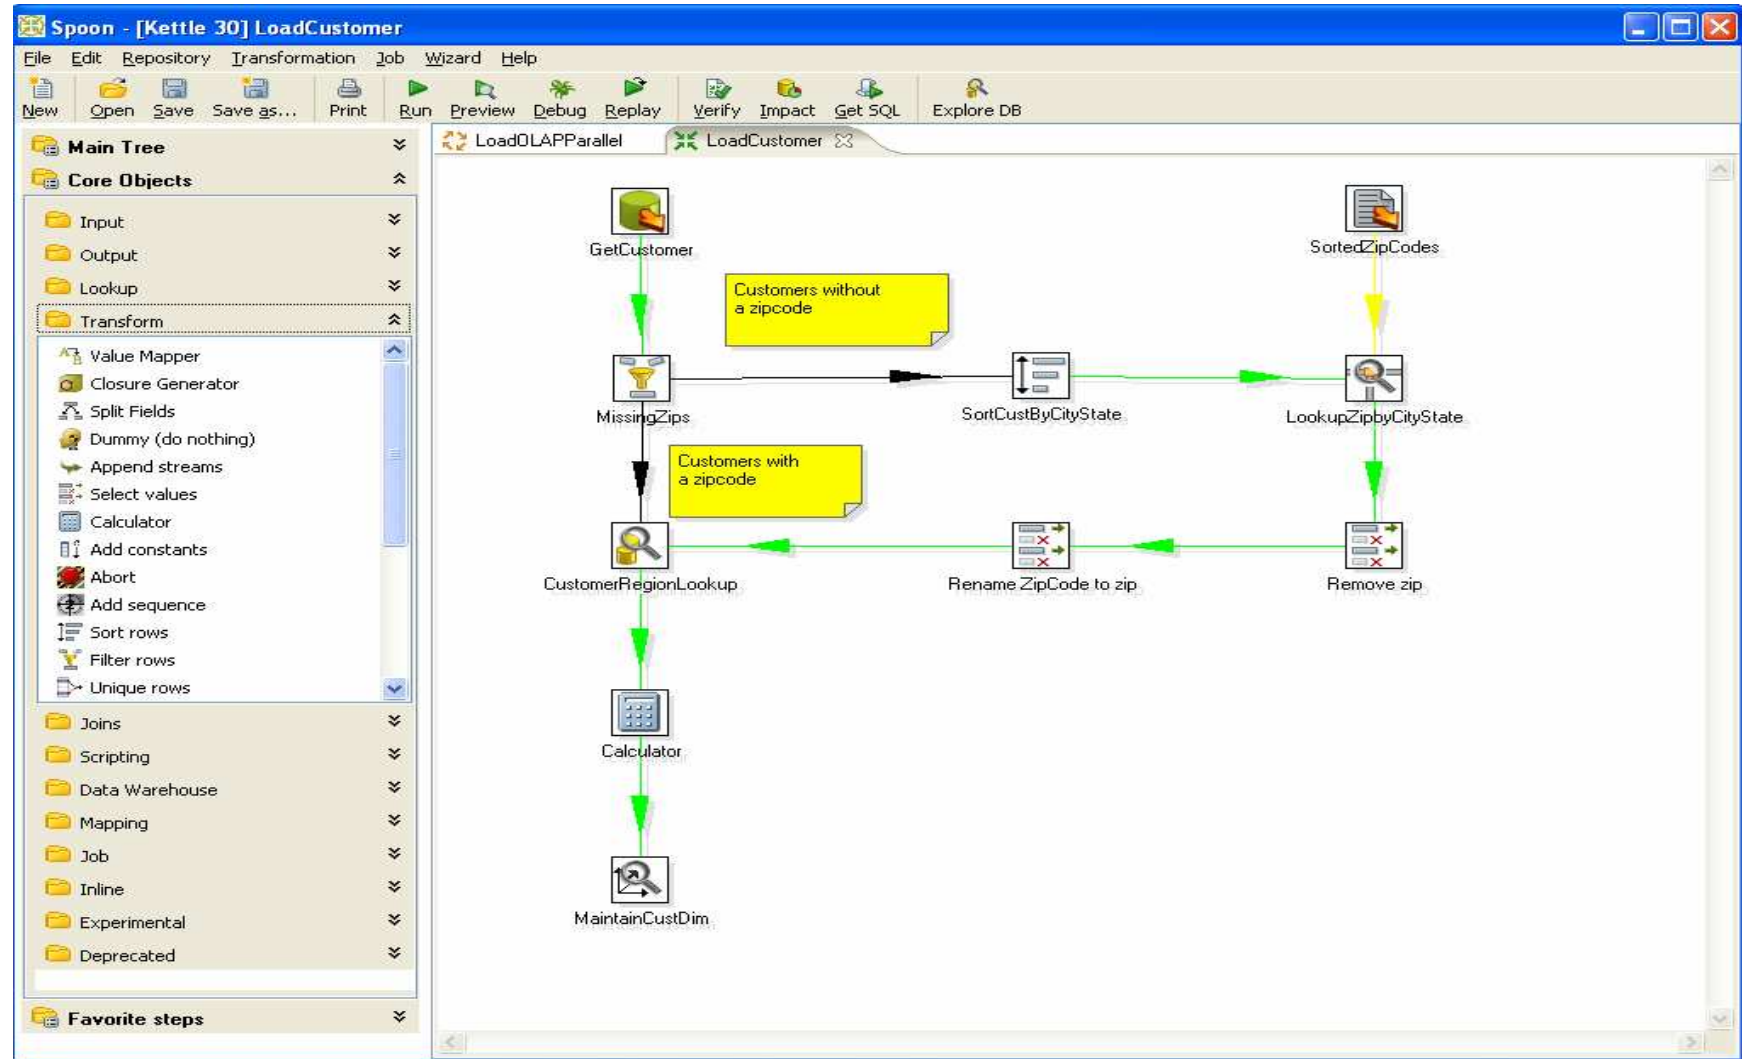 Spoon - [Kettle 30] LoadCustomer
File Edit Repository Transformation Job Wizard Help
New Open Save Save as... Print Run Preview Debug Replay Verify Impact Get SQL Explore DB
Main Tree
Core Objects
Input
Output
Lookup
Transform
Value Mapper
Closure Generator
Split Fields
Dummy (do nothing)
Append streams
Select values
Calculator
Add constants
Abort
Add sequence
Sort rows
Filter rows
Unique rows
Joins
Scripting
Data Warehouse
Mapping
Job
Inline
Experimental
Deprecated
Favorite steps
LoadOLAPParallel LoadCustomer
GetCustomer
SortedZipCodes
Customers without
a zipcode
MissingZips
SortCustByCityState
LookupZipbyCityState
Customers with
a zipcode
CustomerRegionLookup
Rename ZipCode to zip
Remove zip
Calculator
MaintainCustDim